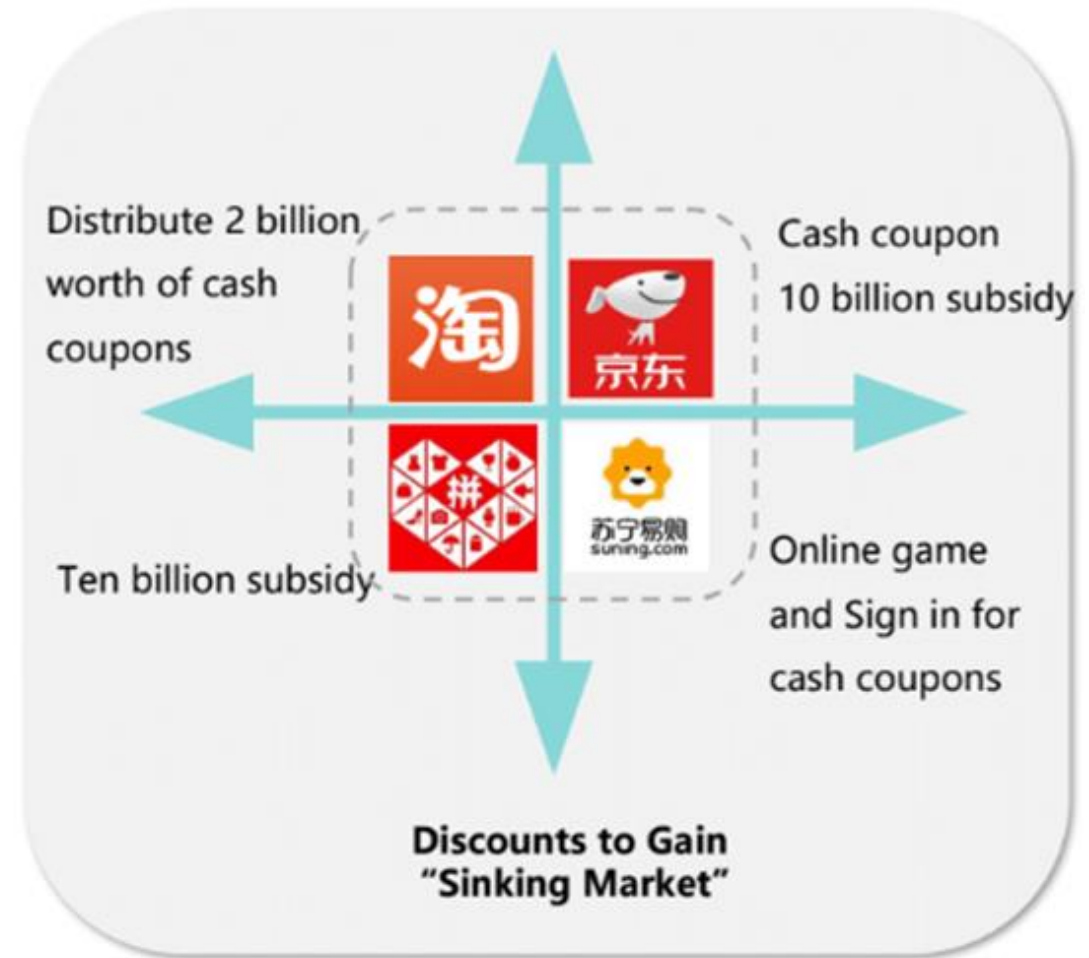 Distribute 2 billion
worth of cash
coupons
Cash coupon
10 billion subsidy
淘
京东
拼
苏宁易购
suning.com
Ten billion subsidy
Online game
and Sign in for
cash coupons
Discounts to Gain
“Sinking Market”